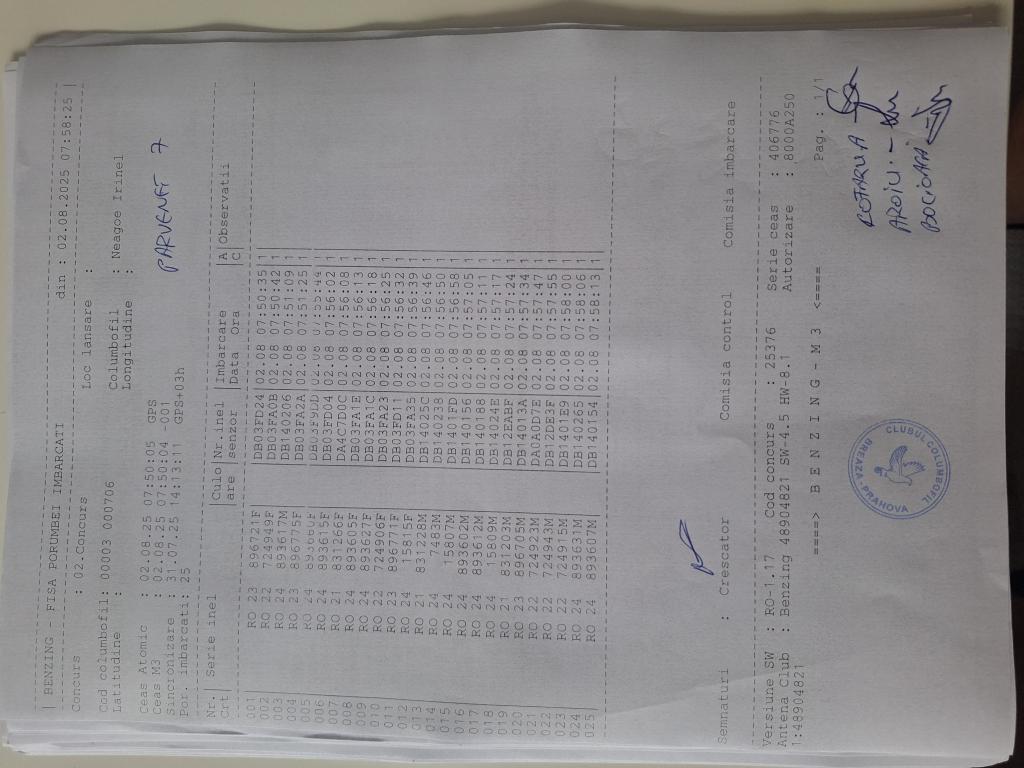 BENZING - FISA PORUMBEI IMBARCATI din : 02.08.2025 07:58:25
Concurs : 02.Concurs Loc lansare :
Cod columbofil: 00003 000706 Columbofil : Neagoe Irinel
Latitudine : Longitudine :
Ceas Atomic : 02.08.25 07:50:05 GPS
Ceas M3 : 02.08.25 07:50:04 -001
Sincronizare : 31.07.25 14:13:11 GPS+03h
Por. imbarcati: 25
PARVENET 7
Nr.| Serie inel |Culo|Nr.inel |Imbarcare |A|Observatii
Crt| |are |senzor |Data Ora |C|
001 RO 23 896721F DB03FD24 02.08 07:50:35 1
002 RO 22 724949F DB03FA0B 02.08 07:50:42 1
003 RO 24 893617M DB140206 02.08 07:51:09 1
004 RO 23 896775F DB03FA2A 02.08 07:51:25 1
005 RO 24 DB03F9DD 02.08 1
006 RO 24 893615F DB03FD04 02.08 07:56:02 1
007 RO 21 831266F DA4C7D0C 02.08 07:56:08 1
008 RO 24 893605F DB03FA1E 02.08 07:56:13 1
009 RO 24 893627F DB03FA1C 02.08 07:56:18 1
010 RO 22 724906F DB03FA23 02.08 07:56:25 1
011 RO 23 896771F DB03FD11 02.08 07:56:32 1
012 RO 24 15813F DB03FA35 02.08 07:56:39 1
013 RO 21 831228M DB14025C 02.08 07:56:46 1
014 RO 24 7482M DB140238 02.08 07:56:50 1
015 RO 24 15807M DB1401FD 02.08 07:56:58 1
016 RO 24 893602M DB140156 02.08 07:57:05 1
017 RO 24 893612M DB140188 02.08 07:57:11 1
018 RO 24 15809M DB14024E 02.08 07:57:17 1
019 RO 21 831203M DB12FABF 02.08 07:57:24 1
020 RO 23 896705M DB14013A 02.08 07:57:34 1
021 RO 22 724923M DA0A0D7E 02.08 07:57:47 1
022 RO 22 724943M DB12DE3F 02.08 07:57:55 1
023 RO 22 724915M DB1401E9 02.08 07:58:00 1
024 RO 24 893631M DB140265 02.08 07:58:06 1
025 RO 24 893607M DB140154 02.08 07:58:13 1
Semnaturi : Crescator Comisia control Comisia imbarcare
Versiune SW : RO-1.17 cod concurs : 25376 Serie ceas : 406776
Antena Club : Benzing 48904821 SW-4.5 HW-8.1 Autorizare : 8000A250
1:48904821
====> B E N Z I N G - M 3 <==== Pag. : 1/1
ROTARU A
AROIU.
BOCIOACA
CLUBUL COLUMBOFIL
BREAZA - PRAHOVA